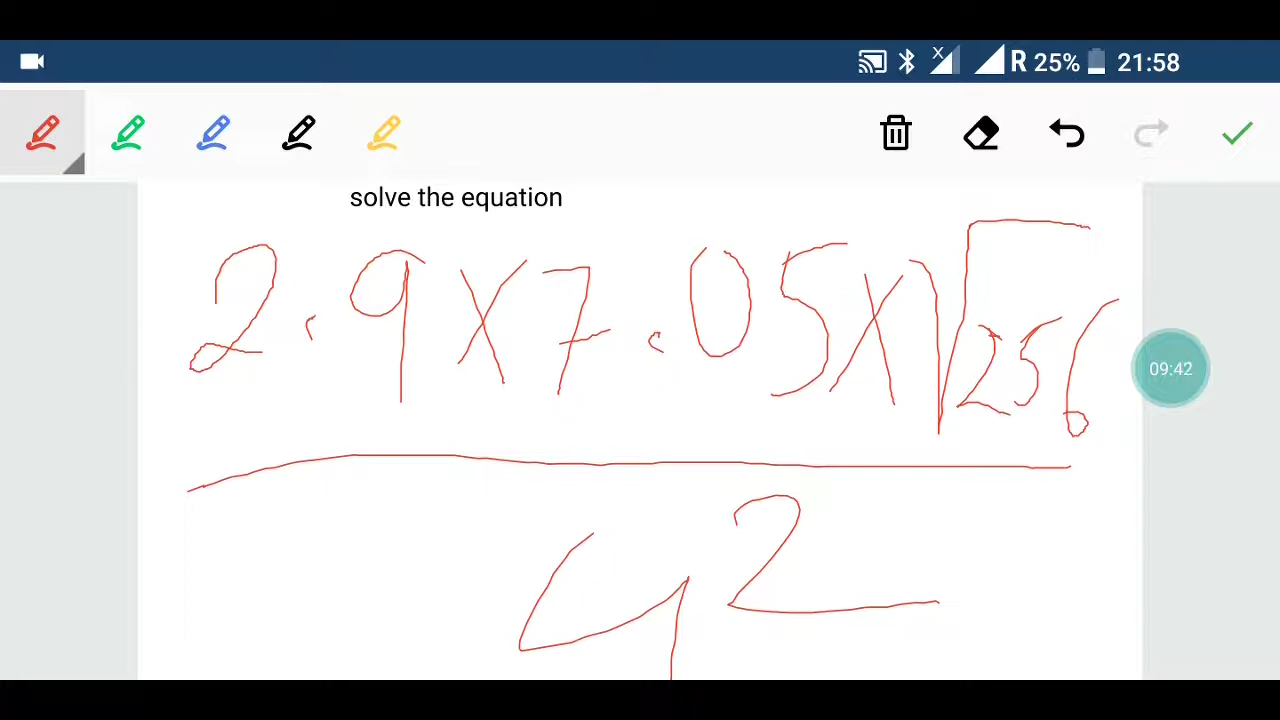 R 25% 21:58
solve the equation
2.9 x 7.05 x √256
09:42
4²